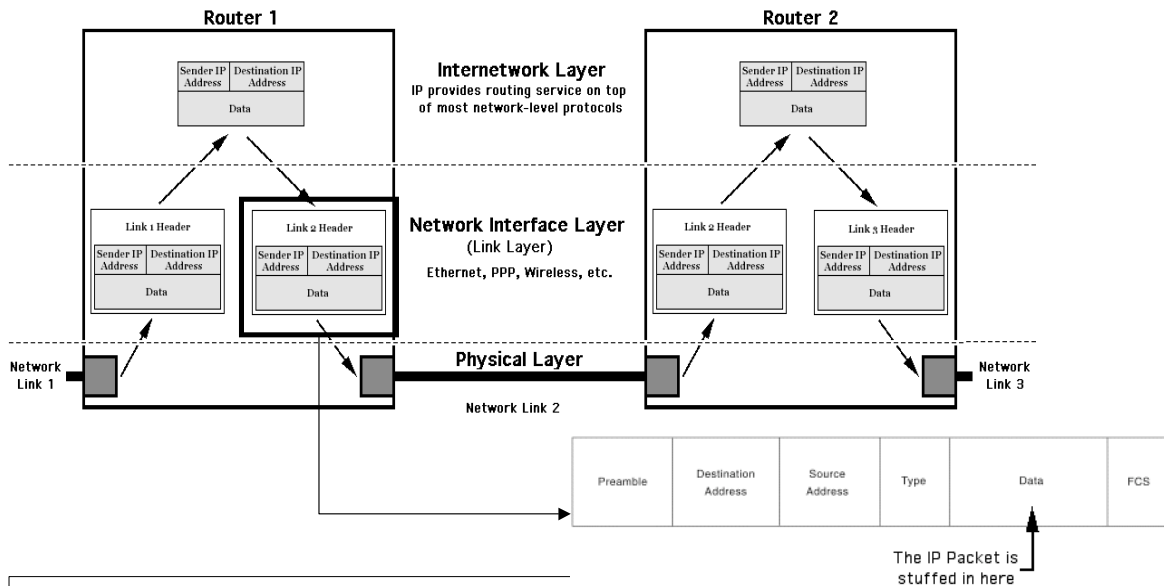 Router 1
Router 2
Sender IP Address
Destination IP Address
Data
Internetwork Layer
IP provides routing service on top
of most network-level protocols
Sender IP Address
Destination IP Address
Data
Link 1 Header
Sender IP Address
Destination IP Address
Data
Link 2 Header
Sender IP Address
Destination IP Address
Data
Network Interface Layer
(Link Layer)
Ethernet, PPP, Wireless, etc.
Link 2 Header
Sender IP Address
Destination IP Address
Data
Link 3 Header
Sender IP Address
Destination IP Address
Data
Network
Link 1
Physical Layer
Network Link 2
Network
Link 3
Preamble
Destination
Address
Source
Address
Type
Data
FCS
The IP Packet is
stuffed in here